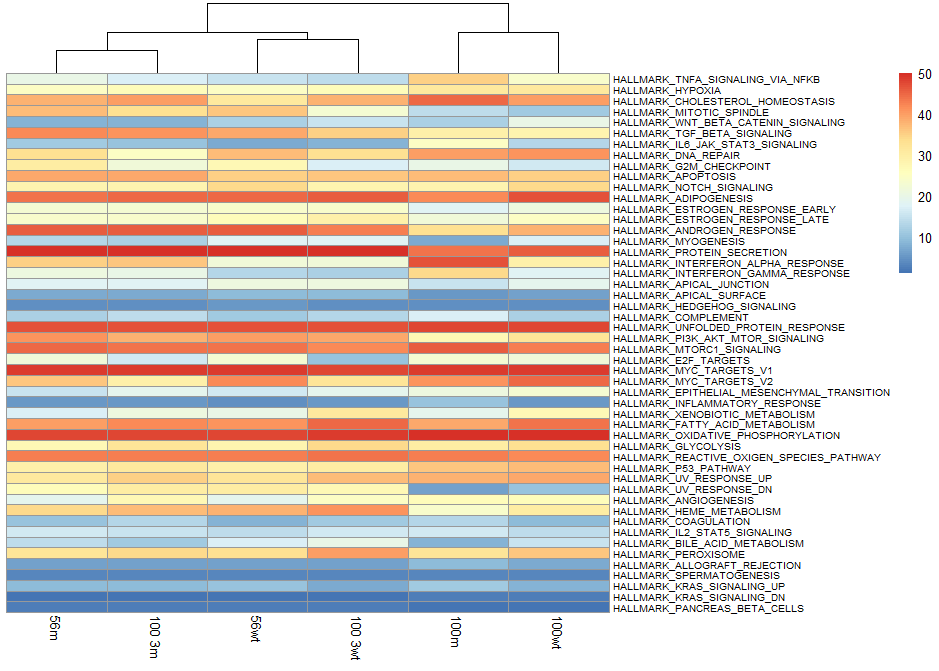 HALLMARK_TNFA_SIGNALING_VIA_NFKB
HALLMARK_HYPOXIA
HALLMARK_CHOLESTEROL_HOMEOSTASIS
HALLMARK_MITOTIC_SPINDLE
HALLMARK_WNT_BETA_CATENIN_SIGNALING
HALLMARK_TGF_BETA_SIGNALING
HALLMARK_IL6_JAK_STAT3_SIGNALING
HALLMARK_DNA_REPAIR
HALLMARK_G2M_CHECKPOINT
HALLMARK_APOPTOSIS
HALLMARK_NOTCH_SIGNALING
HALLMARK_ADIPOGENESIS
HALLMARK_ESTROGEN_RESPONSE_EARLY
HALLMARK_ESTROGEN_RESPONSE_LATE
HALLMARK_ANDROGEN_RESPONSE
HALLMARK_MYOGENESIS
HALLMARK_PROTEIN_SECRETION
HALLMARK_INTERFERON_ALPHA_RESPONSE
HALLMARK_INTERFERON_GAMMA_RESPONSE
HALLMARK_APICAL_JUNCTION
HALLMARK_APICAL_SURFACE
HALLMARK_HEDGEHOG_SIGNALING
HALLMARK_COMPLEMENT
HALLMARK_UNFOLDED_PROTEIN_RESPONSE
HALLMARK_PI3K_AKT_MTOR_SIGNALING
HALLMARK_MTORC1_SIGNALING
HALLMARK_E2F_TARGETS
HALLMARK_MYC_TARGETS_V1
HALLMARK_MYC_TARGETS_V2
HALLMARK_EPITHELIAL_MESENCHYMAL_TRANSITION
HALLMARK_INFLAMMATORY_RESPONSE
HALLMARK_XENOBIOTIC_METABOLISM
HALLMARK_FATTY_ACID_METABOLISM
HALLMARK_OXIDATIVE_PHOSPHORYLATION
HALLMARK_GLYCOLYSIS
HALLMARK_REACTIVE_OXIGEN_SPECIES_PATHWAY
HALLMARK_P53_PATHWAY
HALLMARK_UV_RESPONSE_UP
HALLMARK_UV_RESPONSE_DN
HALLMARK_ANGIOGENESIS
HALLMARK_HEME_METABOLISM
HALLMARK_COAGULATION
HALLMARK_IL2_STAT5_SIGNALING
HALLMARK_BILE_ACID_METABOLISM
HALLMARK_PEROXISOME
HALLMARK_ALLOGRAFT_REJECTION
HALLMARK_SPERMATOGENESIS
HALLMARK_KRAS_SIGNALING_UP
HALLMARK_KRAS_SIGNALING_DN
HALLMARK_PANCREAS_BETA_CELLS
50
40
30
20
10
56m
100 3m
56wt
100 3wt
100m
100wt